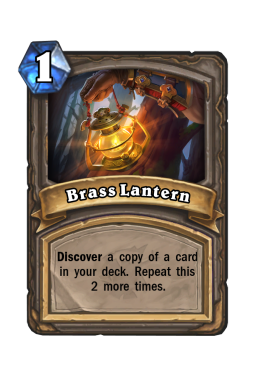 1
Brass Lantern
Discover a copy of a card
in your deck. Repeat this
2 more times.